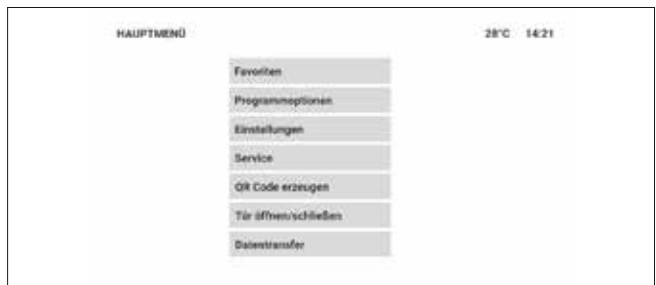 HAUPTMENÜ 28°C 14:21
Favoriten
Programmoptionen
Einstellungen
Service
QR Code erzeugen
Tür öffnen/schließen
Datentransfer